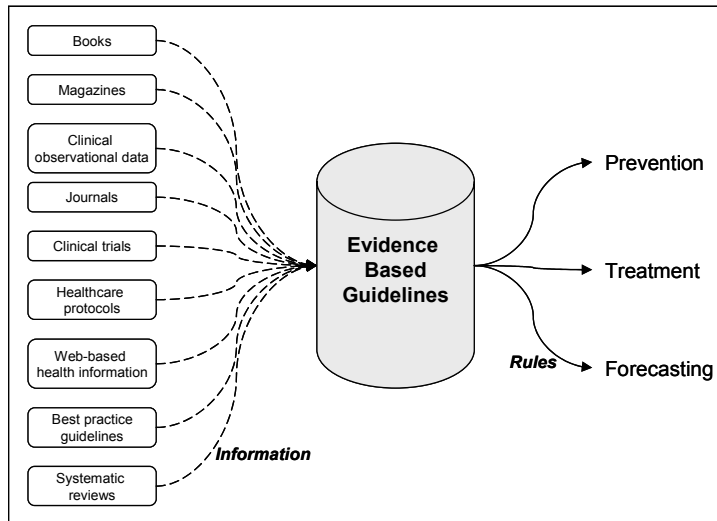 Books
Magazines
Clinical
observational data
Journals
Clinical trials
Healthcare
protocols
Web-based
health information
Best practice
guidelines
Systematic
reviews
Information
Evidence
Based
Guidelines
Rules
Prevention
Treatment
Forecasting